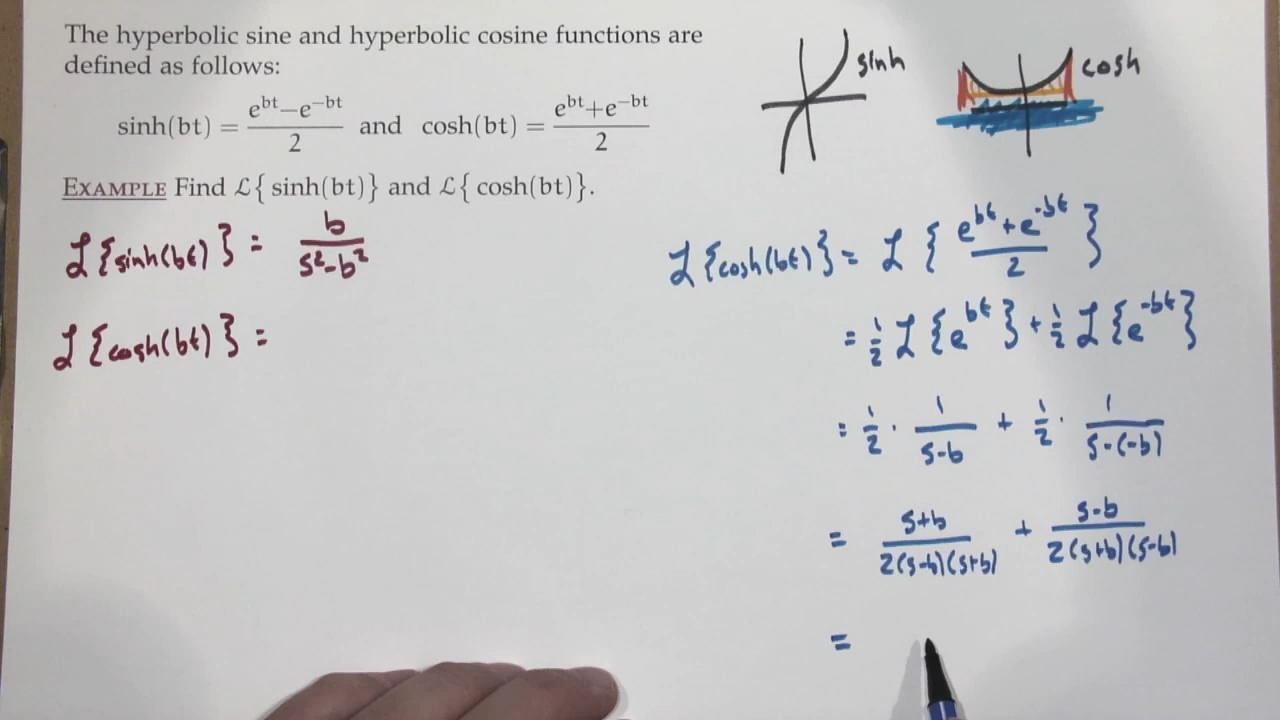 The hyperbolic sine and hyperbolic cosine functions are
defined as follows:
sinh(bt) = (e^{bt} − e^{−bt})/2 and cosh(bt) = (e^{bt} + e^{−bt})/2
EXAMPLE Find ℒ{ sinh(bt)} and ℒ{ cosh(bt)}.
sinh
cosh
ℒ{sinh(bt)} = b/(s²-b²)
ℒ{cosh(bt)} =
ℒ{cosh(bt)} = ℒ{(e^{bt}+e^{-bt})/2}
= 1/2 ℒ{e^{bt}} + 1/2 ℒ{e^{-bt}}
= 1/2 · 1/(s-b) + 1/2 · 1/(s-(-b))
= (s+b)/(2(s-b)(s+b)) + (s-b)/(2(s+b)(s-b))
=